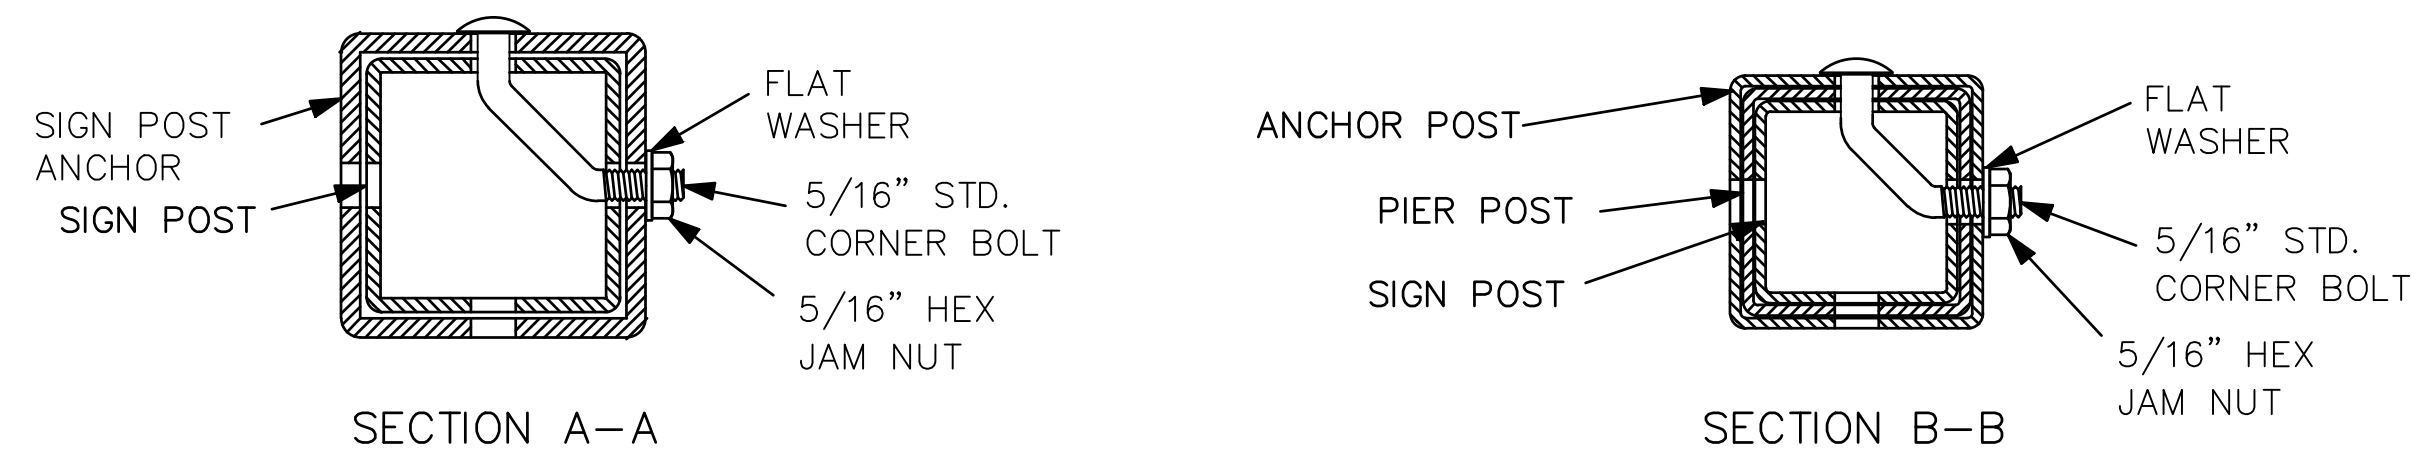 SIGN POST
ANCHOR
SIGN POST
FLAT
WASHER
5/16” STD.
CORNER BOLT
5/16” HEX
JAM NUT
SECTION A–A
ANCHOR POST
PIER POST
SIGN POST
FLAT
WASHER
5/16” STD.
CORNER BOLT
5/16” HEX
JAM NUT
SECTION B–B